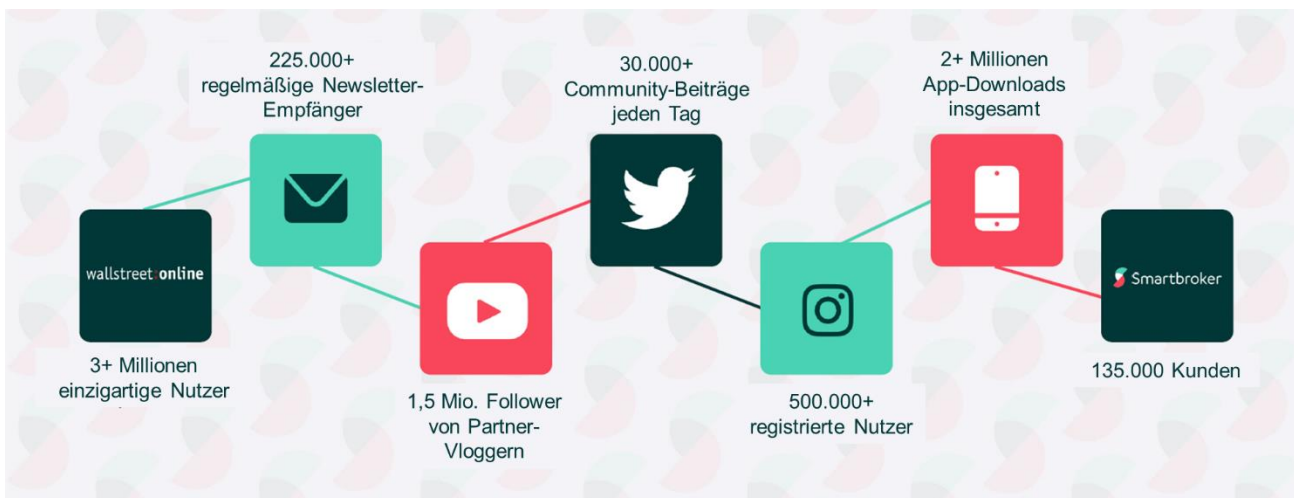 wallstreet:online
3+ Millionen
einzigartige Nutzer
225.000+
regelmäßige Newsletter-
Empfänger
1,5 Mio. Follower
von Partner-
Vloggern
30.000+
Community-Beiträge
jeden Tag
500.000+
registrierte Nutzer
2+ Millionen
App-Downloads
insgesamt
Smartbroker
135.000 Kunden